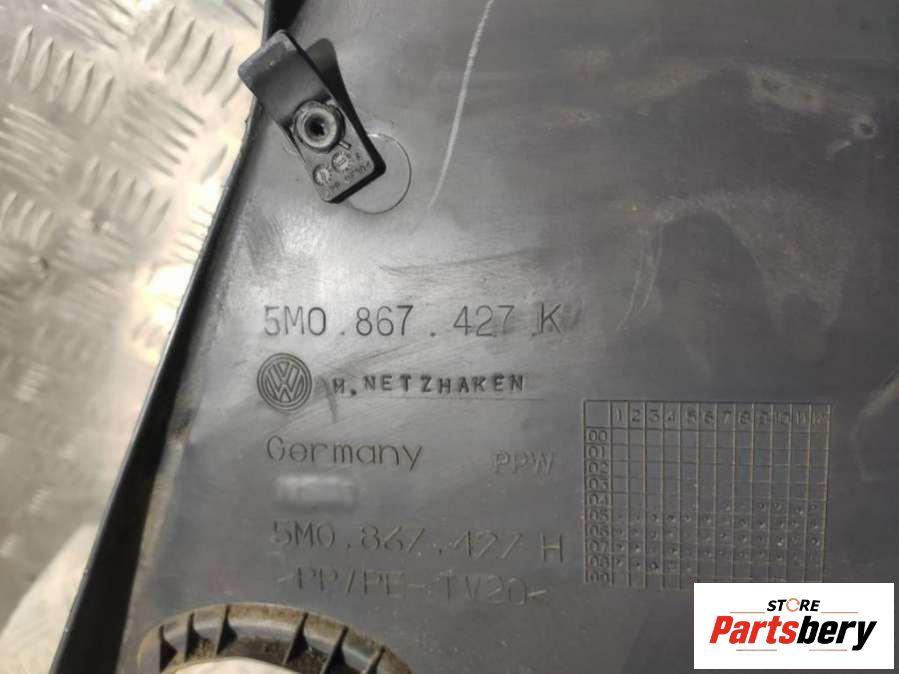 5M0.867.427 K
M. NETZHAKEN
Germany PPW
1 2 3 4 5 6 7 8 9 10 11 12
00
01
02
03
04
05
06
07
08
09
5M0.867.427 H
>PP/PE-TV20<
STORE
Partsbery